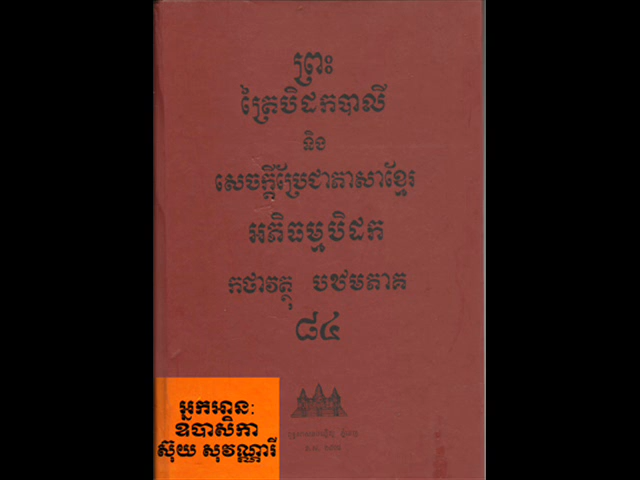 ព្រះ
ត្រៃបិដកបាលី
និង
សេចក្ដីប្រែជាភាសាខ្មែរ
អភិធម្មបិដក
កថាវត្ថុ បឋមភាគ
៨៤
អ្នកអាន:
ឧបាសិកា
ស៊ុយ សុវណ្ណារី